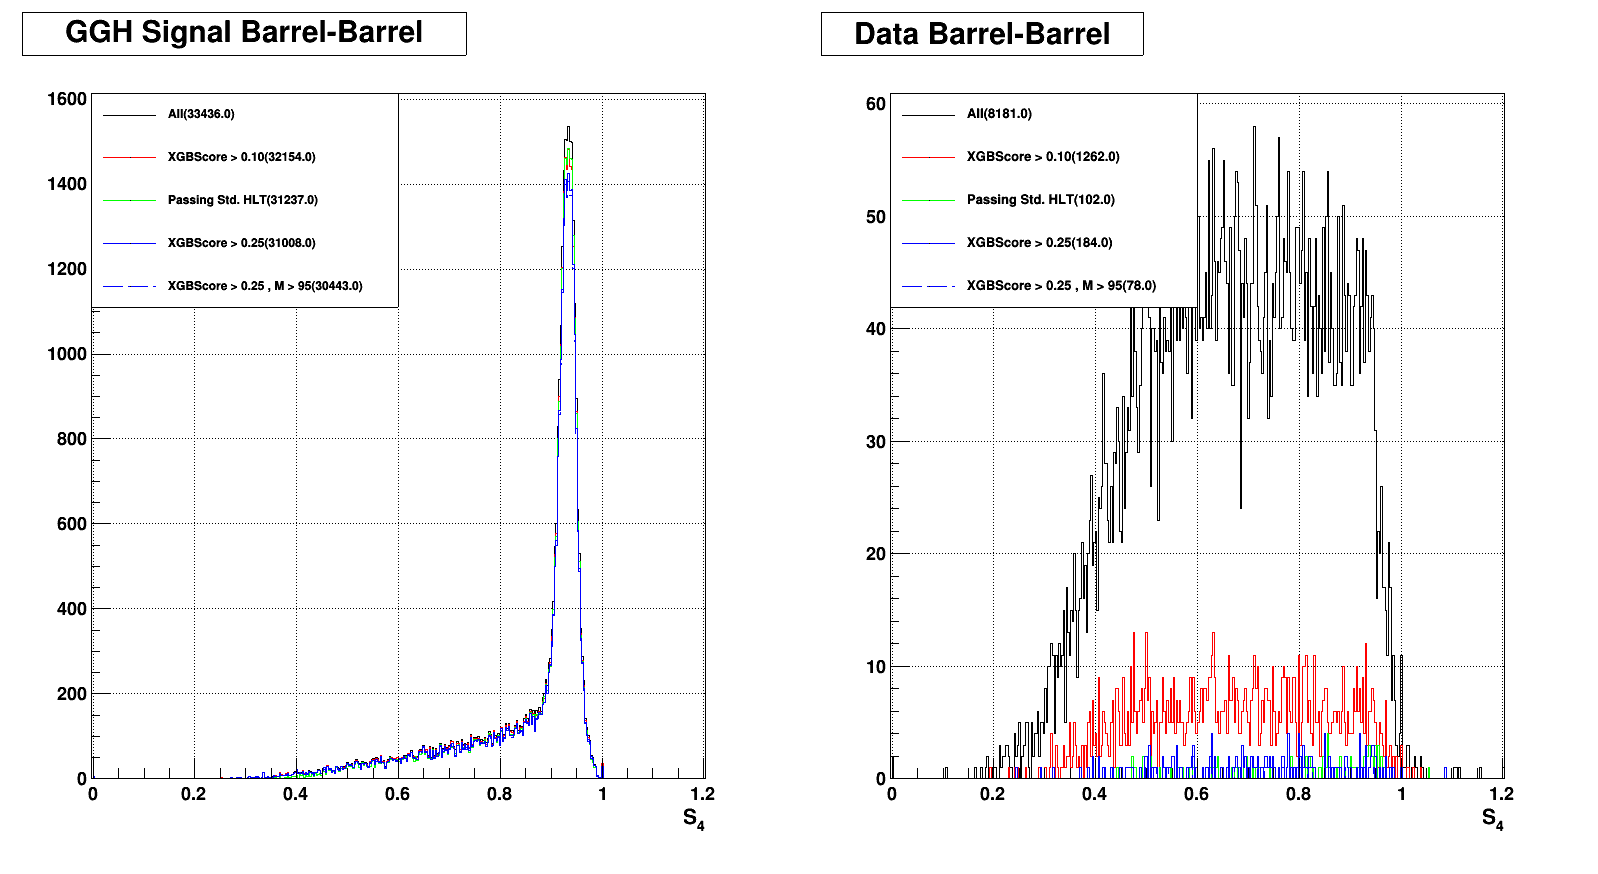 GGH Signal Barrel-Barrel
1600
1400
1200
1000
800
600
400
200
0
All(33436.0)
XGBScore > 0.10(32154.0)
Passing Std. HLT(31237.0)
XGBScore > 0.25(31008.0)
XGBScore > 0.25 , M > 95(30443.0)
0 0.2 0.4 0.6 0.8 1 1.2
S4
Data Barrel-Barrel
60
50
40
30
20
10
0
All(8181.0)
XGBScore > 0.10(1262.0)
Passing Std. HLT(102.0)
XGBScore > 0.25(184.0)
XGBScore > 0.25 , M > 95(78.0)
0 0.2 0.4 0.6 0.8 1 1.2
S4